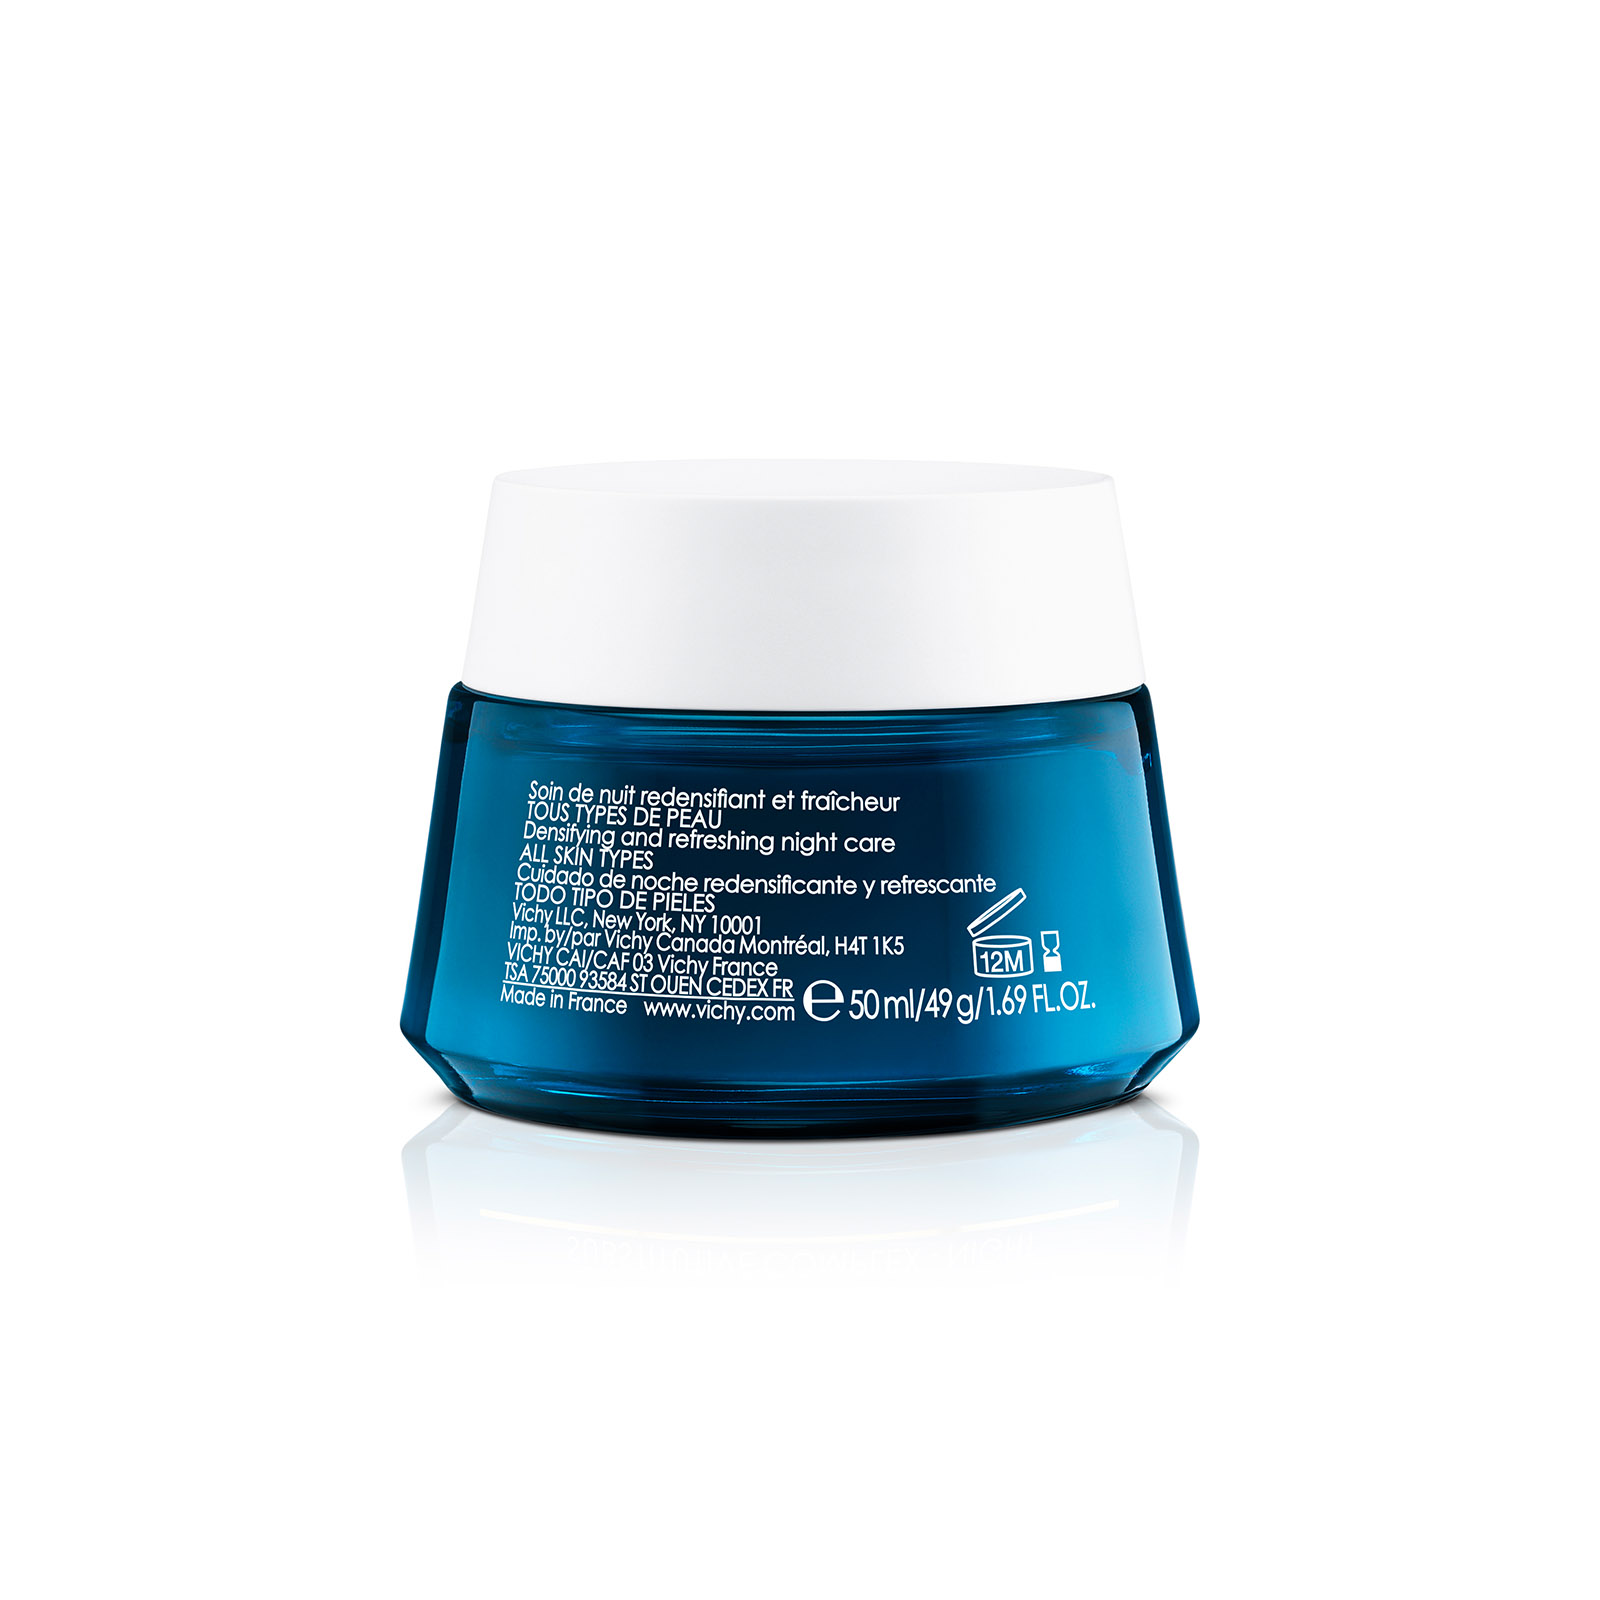 Soin de nuit redensifiant et fraîcheur
TOUS TYPES DE PEAU
Densifying and refreshing night care
ALL SKIN TYPES
Cuidado de noche redensificante y refrescante
TODO TIPO DE PIELES
Vichy LLC, New York, NY 10001
Imp. by/par Vichy Canada Montréal, H4T 1K5
VICHY CAI/CAF 03 Vichy France
TSA 75000 93584 ST OUEN CEDEX FR
Made in France www.vichy.com ℮ 50 ml/49 g/1.69 FL.OZ.
12M